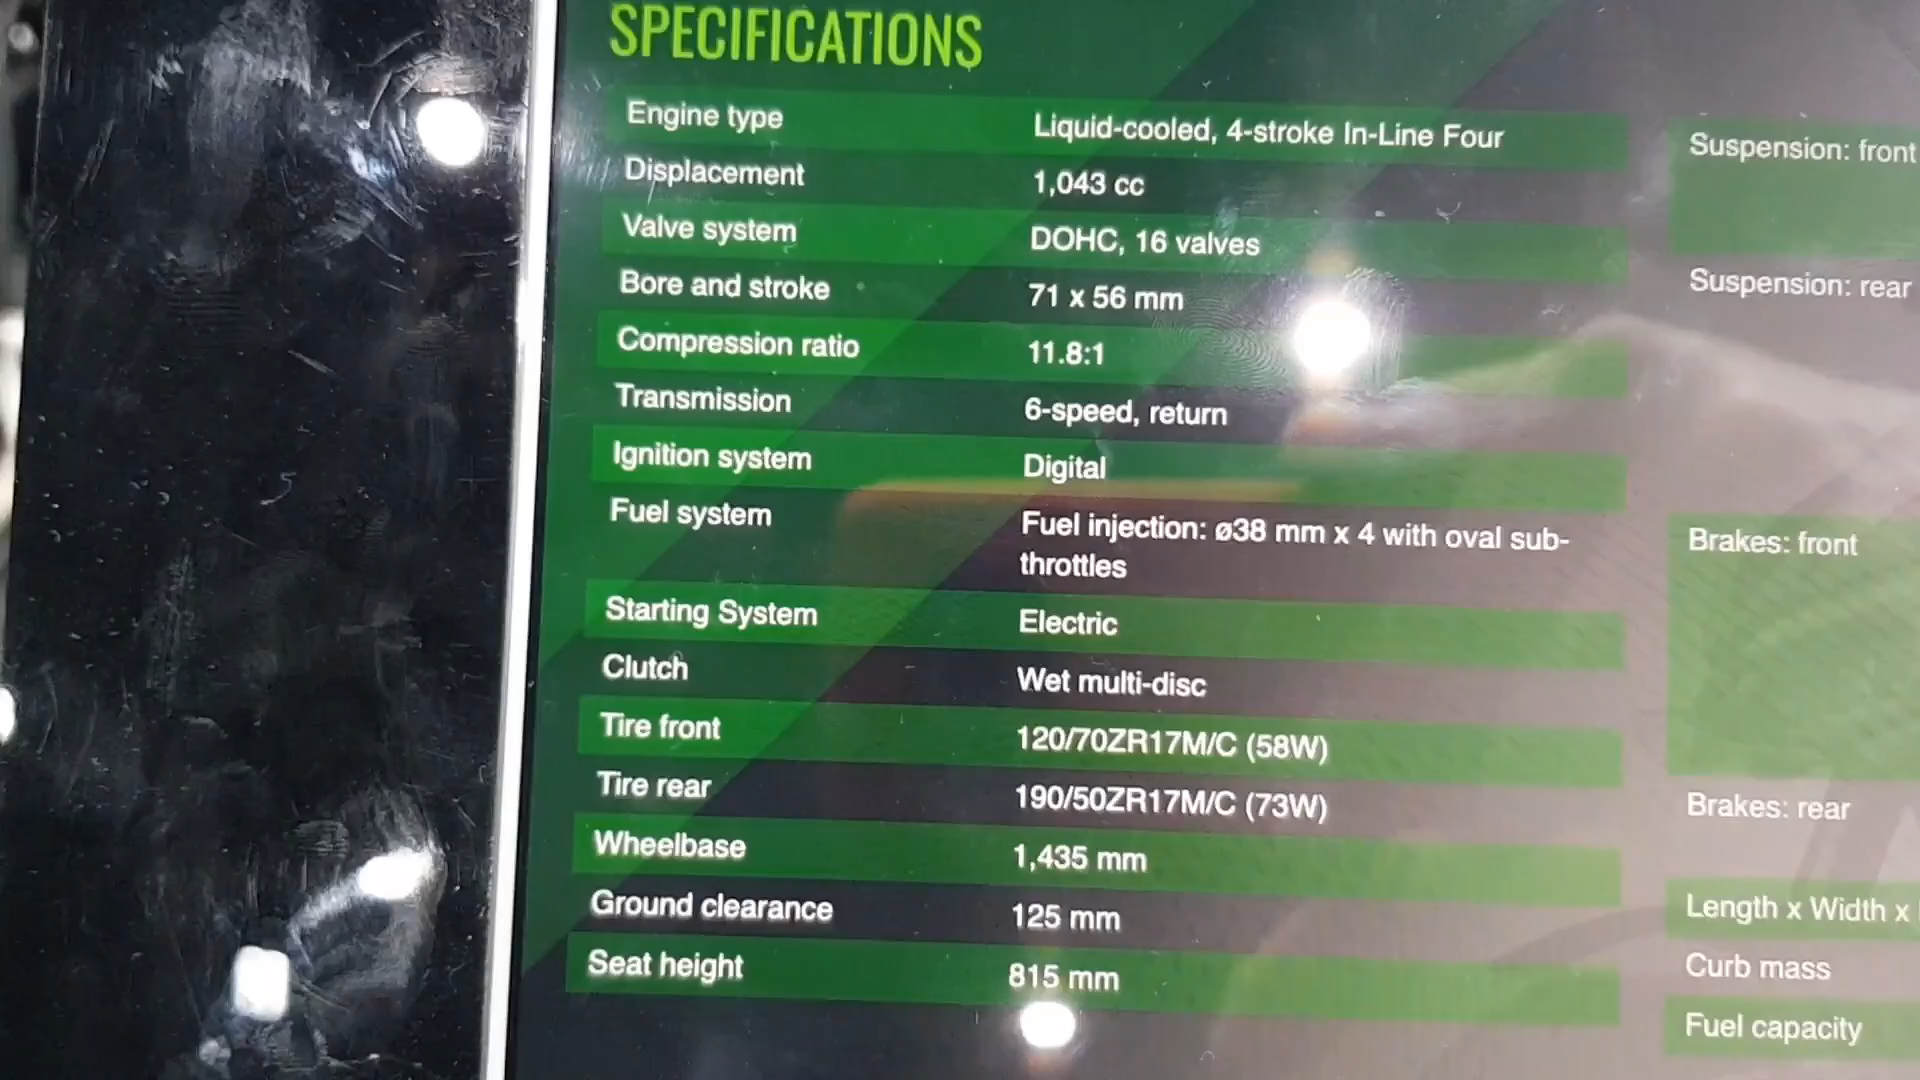 SPECIFICATIONS
Engine type Liquid-cooled, 4-stroke In-Line Four
Displacement 1,043 cc
Valve system DOHC, 16 valves
Bore and stroke 71 x 56 mm
Compression ratio 11.8:1
Transmission 6-speed, return
Ignition system Digital
Fuel system Fuel injection: ø38 mm x 4 with oval sub-
throttles
Starting System Electric
Clutch Wet multi-disc
Tire front 120/70ZR17M/C (58W)
Tire rear 190/50ZR17M/C (73W)
Wheelbase 1,435 mm
Ground clearance 125 mm
Seat height 815 mm
Suspension: front
Suspension: rear
Brakes: front
Brakes: rear
Length x Width x
Curb mass
Fuel capacity